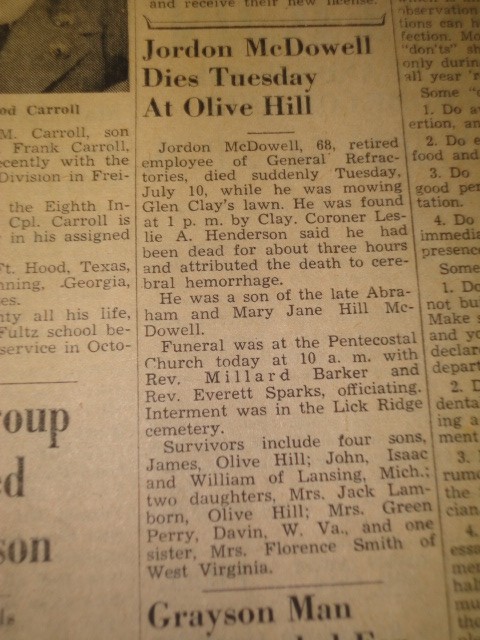 and receive their new license.
Jordon McDowell
Dies Tuesday
At Olive Hill
Jordon McDowell, 68, retired
employee of General Refrac-
tories, died suddenly Tuesday,
July 10, while he was mowing
Glen Clay's lawn. He was found
at 1 p. m. by Clay. Coroner Les-
lie A. Henderson said he had
been dead for about three hours
and attributed the death to cere-
bral hemorrhage.
He was a son of the late Abra-
ham and Mary Jane Hill Mc-
Dowell.
Funeral was at the Pentecostal
Church today at 10 a. m. with
Rev. Millard Barker and
Rev. Everett Sparks, officiating.
Interment was in the Lick Ridge
cemetery.
Survivors include four sons,
James, Olive Hill; John, Isaac
and William of Lansing, Mich.;
two daughters, Mrs. Jack Lam-
born, Olive Hill; Mrs. Green
Perry, Davin, W. Va., and one
sister, Mrs. Florence Smith of
West Virginia.
Grayson Man
od Carroll
M. Carroll, son
Frank Carroll,
ecently with the
Division in Frei-
the Eighth In-
Cpl. Carroll is
in his assigned
Ft. Hood, Texas,
nning, Georgia,
es.
nty all his life,
Fultz school be-
service in Octo-
roup
ed
son
ls
observation
tions can h
fection. Mo
"don'ts" sh
only durin
all year 'r
Some "d
1. Do a
ertion, an
2. Do e
food and
3. Do
good per
tation.
4. Do
immedia
presence
Some
1. Do
not bu
Make s
and yo
declare
depart
2. D
denta
ing a
ment
3.
rumo
the
cian
4.
essa
mer
hal
mu
the